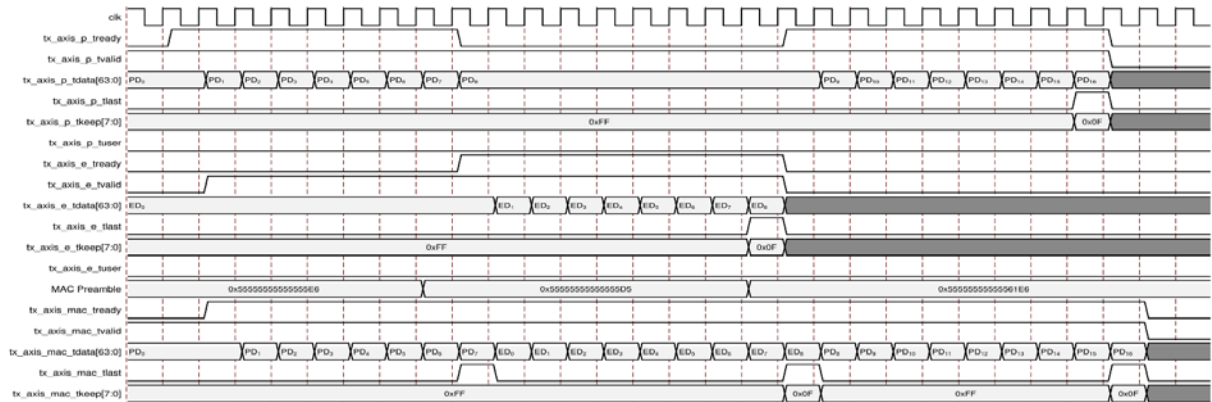 clk
tx_axis_p_tready
tx_axis_p_tvalid
tx_axis_p_tdata[63:0] PD₀ PD₁ PD₂ PD₃ PD₄ PD₅ PD₆ PD₇ PD₈ PD₉ PD₁₀ PD₁₁ PD₁₂ PD₁₃ PD₁₄ PD₁₅ PD₁₆
tx_axis_p_tlast
tx_axis_p_tkeep[7:0] 0xFF 0x0F
tx_axis_p_tuser
tx_axis_e_tready
tx_axis_e_tvalid
tx_axis_e_tdata[63:0] ED₀ ED₁ ED₂ ED₃ ED₄ ED₅ ED₆ ED₇ ED₈
tx_axis_e_tlast
tx_axis_e_tkeep[7:0] 0xFF 0x0F
tx_axis_e_tuser
MAC Preamble 0x55555555555555E6 0x55555555555555D5 0x55555555555561E6
tx_axis_mac_tready
tx_axis_mac_tvalid
tx_axis_mac_tdata[63:0] PD₀ PD₁ PD₂ PD₃ PD₄ PD₅ PD₆ PD₇ ED₀ ED₁ ED₂ ED₃ ED₄ ED₅ ED₆ ED₇ ED₈ PD₈ PD₉ PD₁₀ PD₁₁ PD₁₂ PD₁₃ PD₁₄ PD₁₅ PD₁₆
tx_axis_mac_tlast
tx_axis_mac_tkeep[7:0] 0xFF 0x0F 0xFF 0x0F